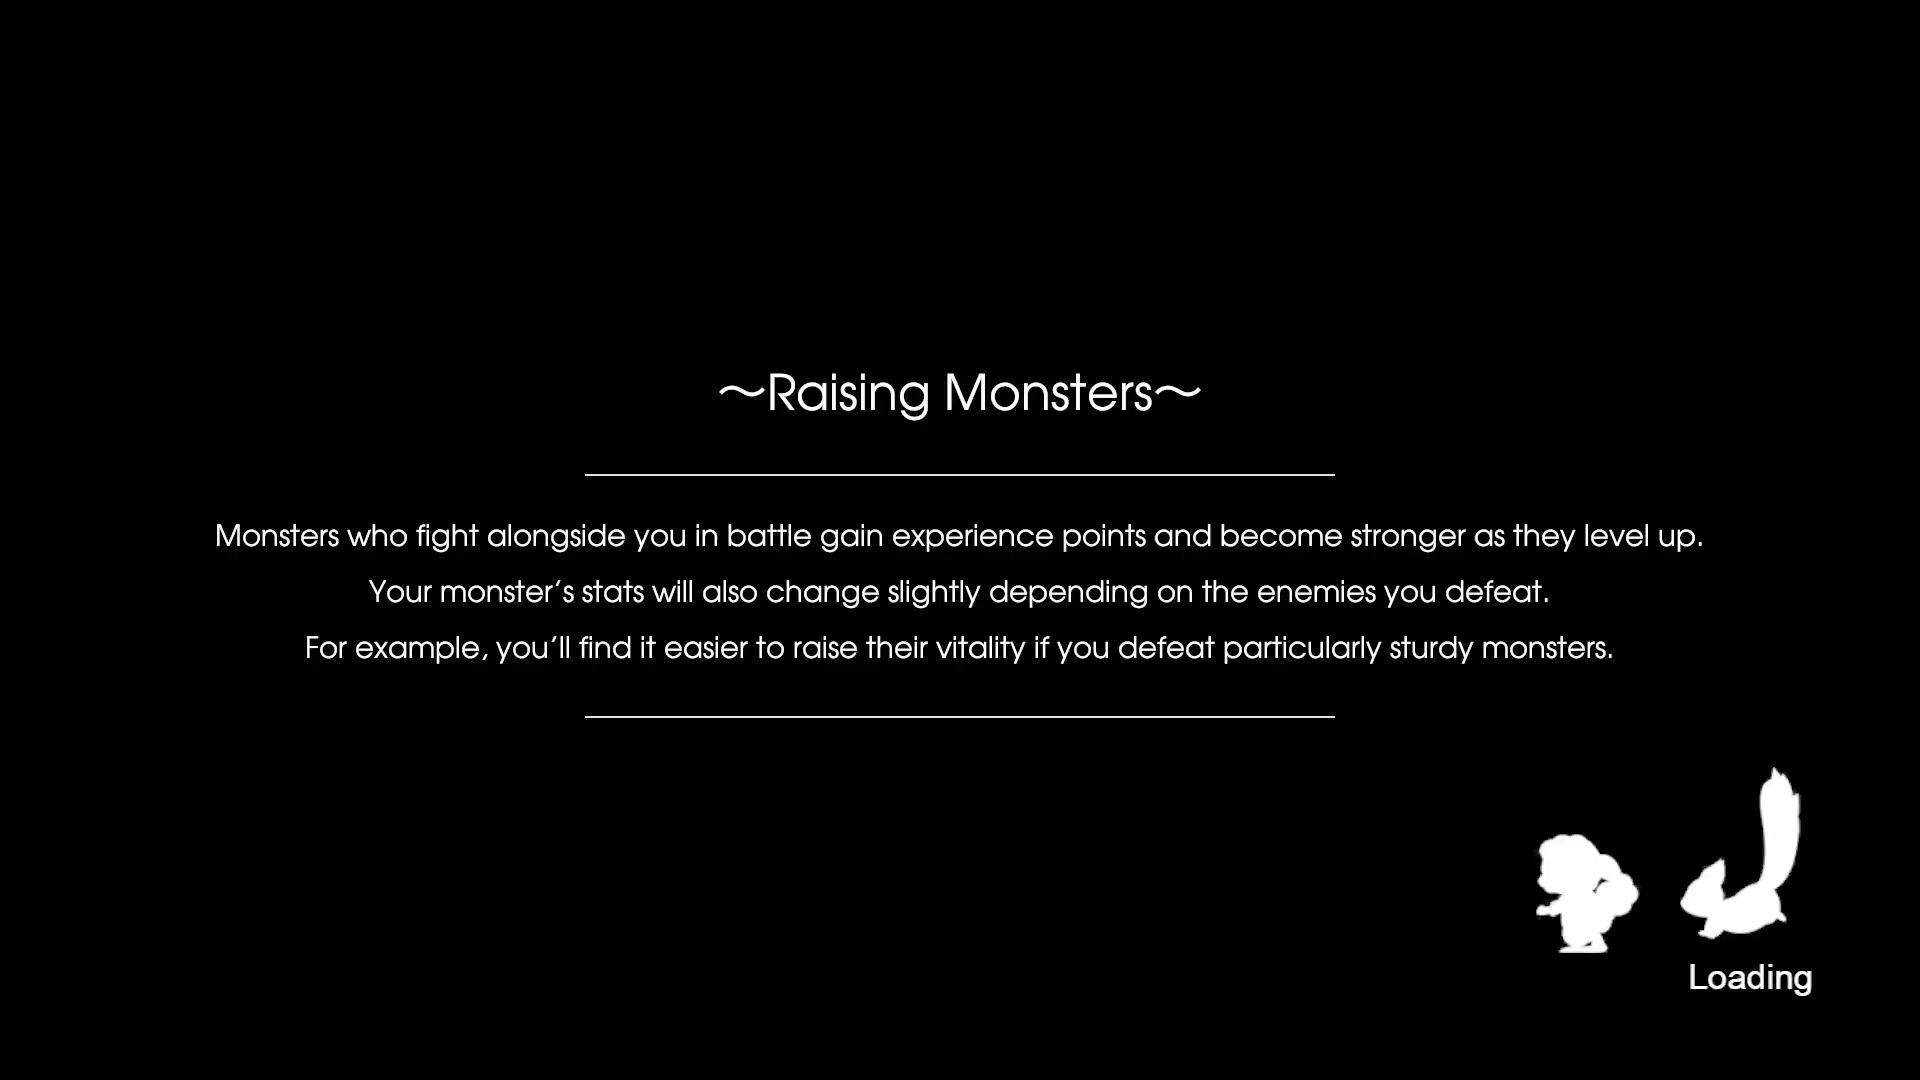 〜Raising Monsters〜
Monsters who fight alongside you in battle gain experience points and become stronger as they level up.
Your monster’s stats will also change slightly depending on the enemies you defeat.
For example, you’ll find it easier to raise their vitality if you defeat particularly sturdy monsters.
Loading